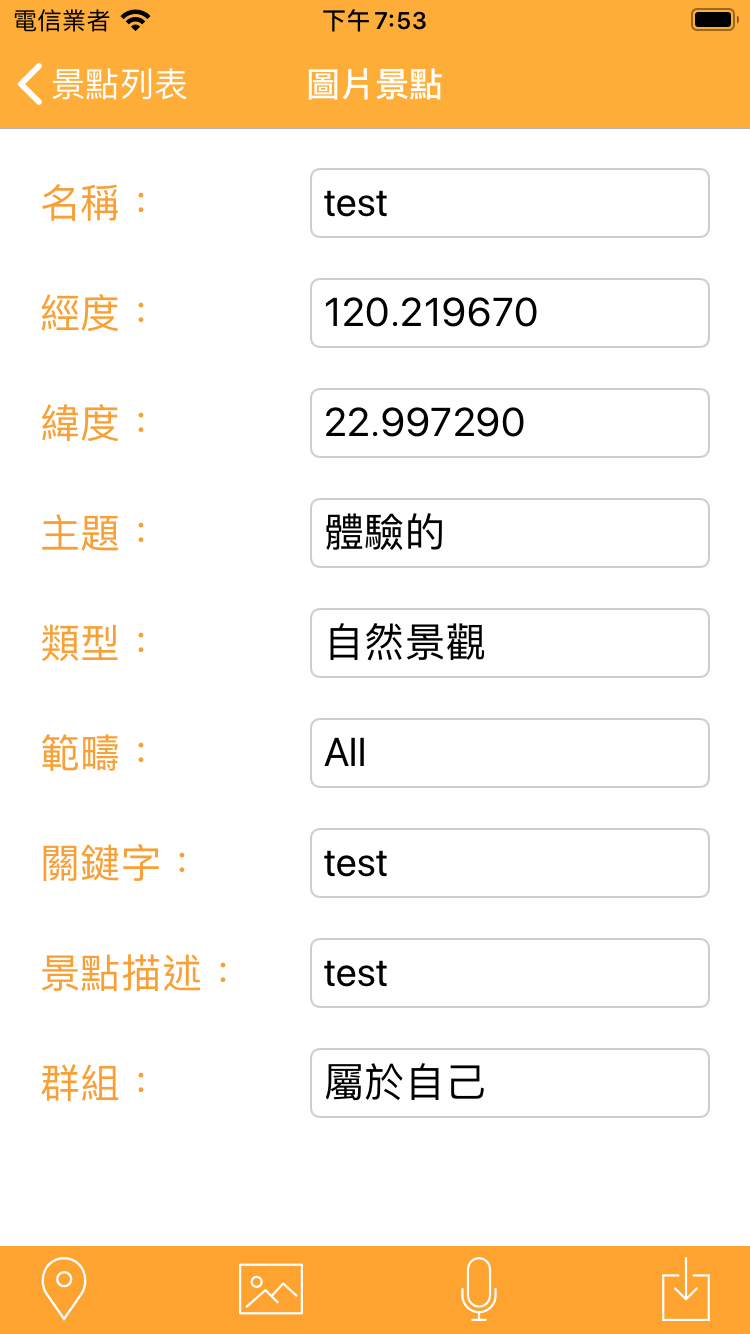 電信業者 下午7:53
景點列表 圖片景點
名稱： test
經度： 120.219670
緯度： 22.997290
主題： 體驗的
類型： 自然景觀
範疇： All
關鍵字： test
景點描述： test
群組： 屬於自己